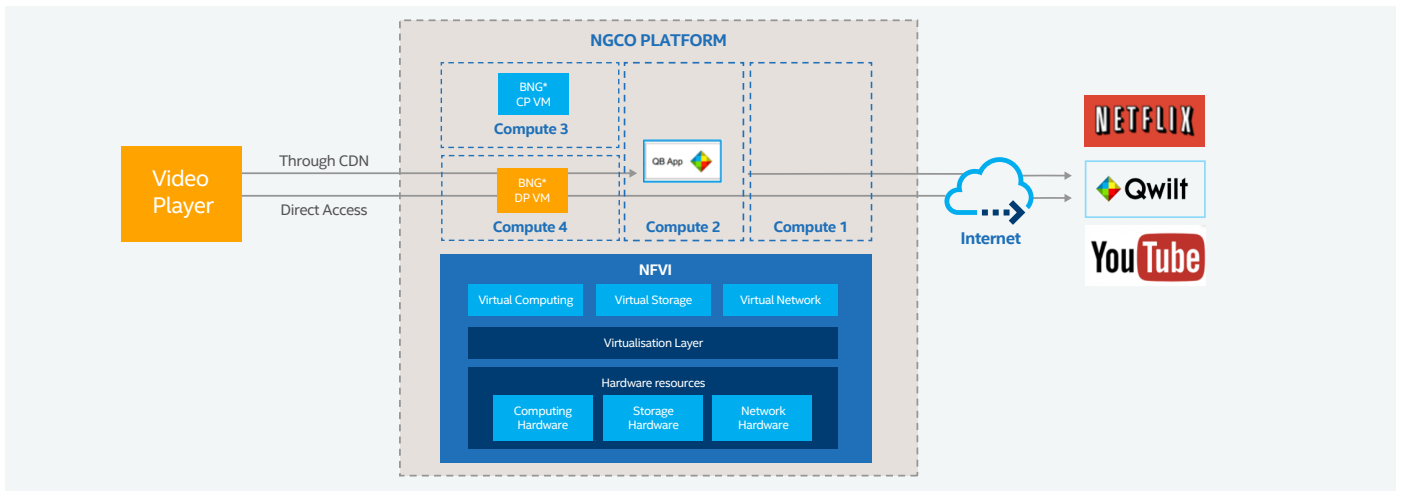 NGCO PLATFORM
BNG*
CP VM
Compute 3
Video
Player
Through CDN
Direct Access
BNG*
DP VM
Compute 4
QB App
Compute 2
Compute 1
Internet
NETFLIX
Qwilt
YouTube
NFVI
Virtual Computing
Virtual Storage
Virtual Network
Virtualisation Layer
Hardware resources
Computing
Hardware
Storage
Hardware
Network
Hardware